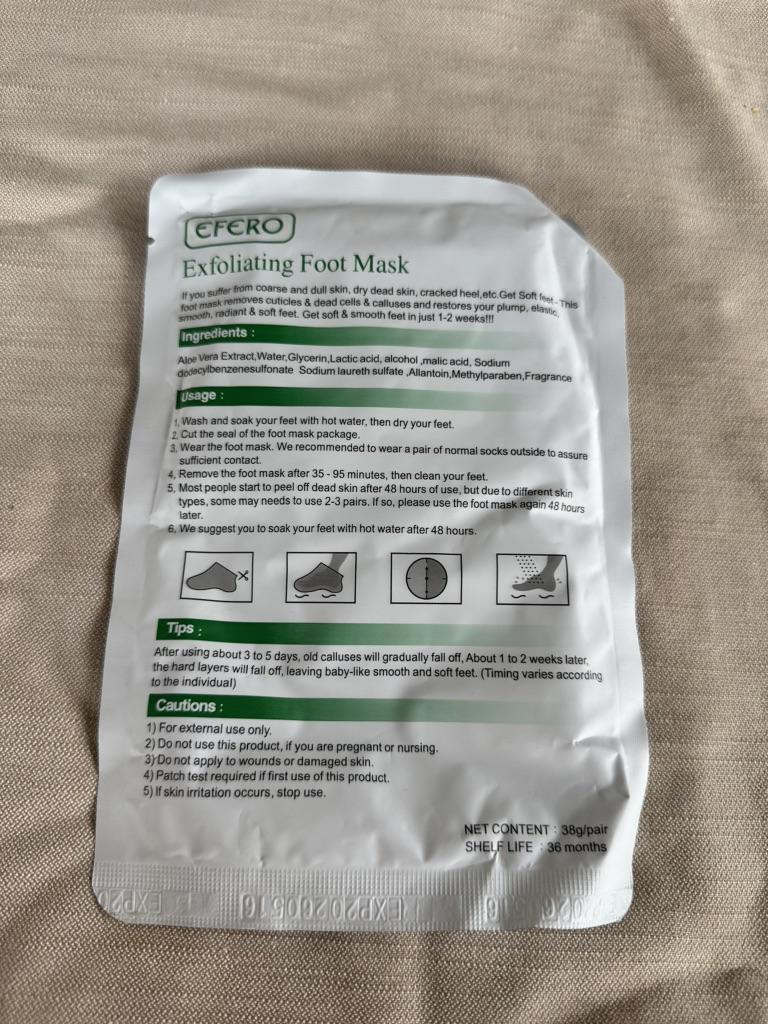 EFERO
Exfoliating Foot Mask
If you suffer from coarse and dull skin, dry dead skin, cracked heel,etc.Get Soft feet - This
foot mask removes cuticles & dead cells & calluses and restores your plump, elastic,
smooth, radiant & soft feet. Get soft & smooth feet in just 1-2 weeks!!!
Ingredients :
Aloe Vera Extract,Water,Glycerin,Lactic acid, alcohol ,malic acid, Sodium
dodecylbenzenesulfonate Sodium laureth sulfate ,Allantoin,Methylparaben,Fragrance
Usage :
1, Wash and soak your feet with hot water, then dry your feet.
2, Cut the seal of the foot mask package.
3, Wear the foot mask. We recommended to wear a pair of normal socks outside to assure
sufficient contact.
4, Remove the foot mask after 35 - 95 minutes, then clean your feet.
5, Most people start to peel off dead skin after 48 hours of use, but due to different skin
types, some may needs to use 2-3 pairs. If so, please use the foot mask again 48 hours
later.
6, We suggest you to soak your feet with hot water after 48 hours.
Tips :
After using about 3 to 5 days, old calluses will gradually fall off, About 1 to 2 weeks later,
the hard layers will fall off, leaving baby-like smooth and soft feet. (Timing varies according
to the individual)
Cautions :
1) For external use only.
2) Do not use this product, if you are pregnant or nursing.
3) Do not apply to wounds or damaged skin.
4) Patch test required if first use of this product.
5) If skin irritation occurs, stop use.
NET CONTENT : 38g/pair
SHELF LIFE : 36 months
EXP20260516